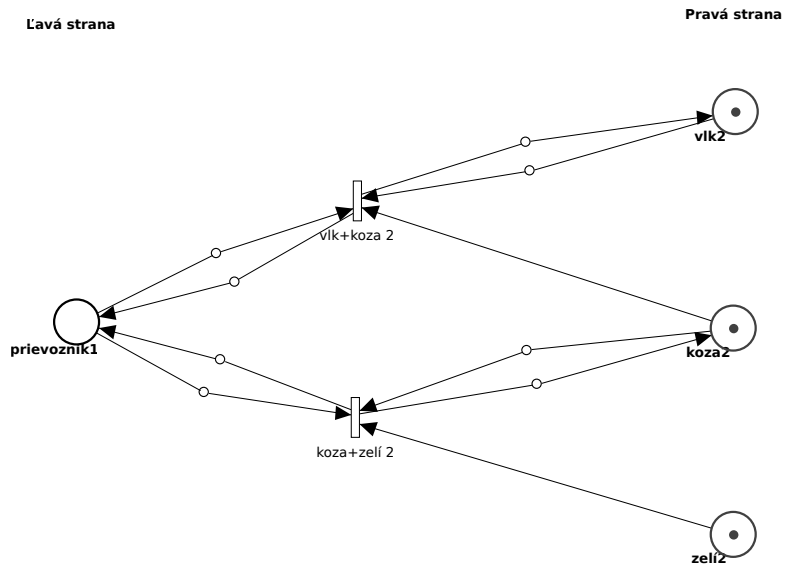 Ľavá strana
Pravá strana
vlk2
vlk+koza 2
prievozník1
koza2
koza+zelí 2
zelí2